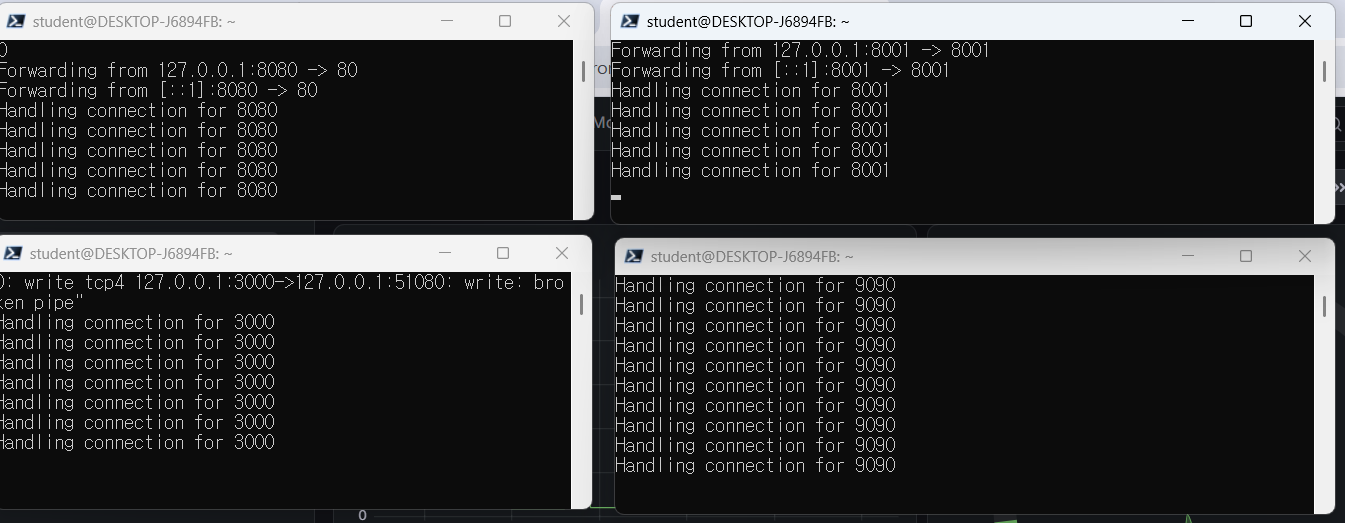 student@DESKTOP-J6894FB: ~
0
Forwarding from 127.0.0.1:8080 -> 80
Forwarding from [::1]:8080 -> 80
Handling connection for 8080
Handling connection for 8080
Handling connection for 8080
Handling connection for 8080
Handling connection for 8080
student@DESKTOP-J6894FB: ~
Forwarding from 127.0.0.1:8001 -> 8001
Forwarding from [::1]:8001 -> 8001
Handling connection for 8001
Handling connection for 8001
Handling connection for 8001
Handling connection for 8001
Handling connection for 8001
student@DESKTOP-J6894FB: ~
0: write tcp4 127.0.0.1:3000->127.0.0.1:51080: write: bro
ken pipe"
Handling connection for 3000
Handling connection for 3000
Handling connection for 3000
Handling connection for 3000
Handling connection for 3000
Handling connection for 3000
Handling connection for 3000
student@DESKTOP-J6894FB: ~
Handling connection for 9090
Handling connection for 9090
Handling connection for 9090
Handling connection for 9090
Handling connection for 9090
Handling connection for 9090
Handling connection for 9090
Handling connection for 9090
Handling connection for 9090
Handling connection for 9090
0